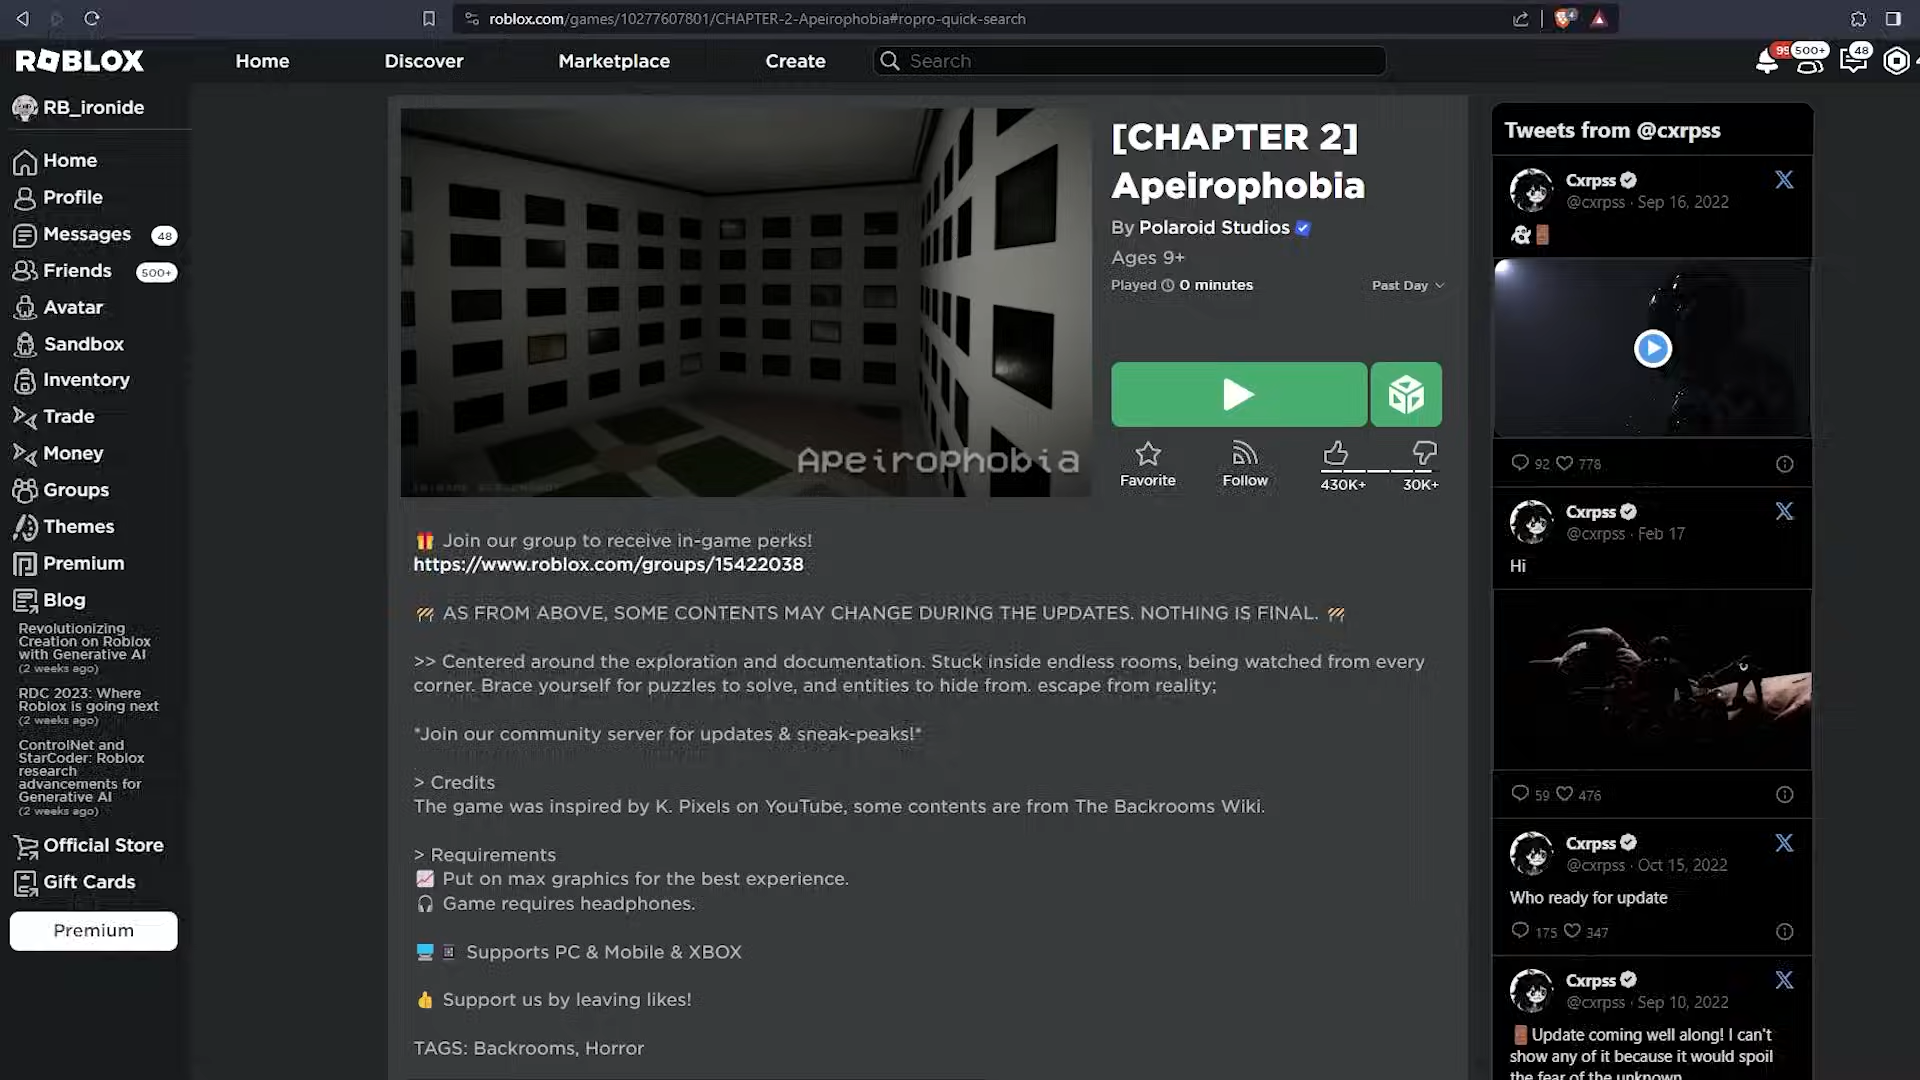 roblox.com/games/10277607801/CHAPTER-2-Apeirophobia#ropro-quick-search
4
ROBLOX
Home
Discover
Marketplace
Create
Search
99
500+
48
RB_ironide
Home
Profile
Messages 48
Friends 500+
Avatar
Sandbox
Inventory
Trade
Money
Groups
Themes
Premium
Blog
Revolutionizing
Creation on Roblox
with Generative AI
(2 weeks ago)
RDC 2023: Where
Roblox is going next
(2 weeks ago)
ControlNet and
StarCoder: Roblox
research
advancements for
Generative AI
(2 weeks ago)
Official Store
Gift Cards
Premium
Apeirophobia
[CHAPTER 2]
Apeirophobia
By Polaroid Studios
Ages 9+
Played 0 minutes
Past Day
Favorite
Follow
430K+
30K+
🎁 Join our group to receive in-game perks!
https://www.roblox.com/groups/15422038
🚧 AS FROM ABOVE, SOME CONTENTS MAY CHANGE DURING THE UPDATES. NOTHING IS FINAL. 🚧
>> Centered around the exploration and documentation. Stuck inside endless rooms, being watched from every
corner. Brace yourself for puzzles to solve, and entities to hide from. escape from reality;
*Join our community server for updates & sneak-peaks!*
> Credits
The game was inspired by K. Pixels on YouTube, some contents are from The Backrooms Wiki.
> Requirements
📈 Put on max graphics for the best experience.
🎧 Game requires headphones.
🖥️📱 Supports PC & Mobile & XBOX
👍 Support us by leaving likes!
TAGS: Backrooms, Horror
Tweets from @cxrpss
Cxrpss
@cxrpss · Sep 16, 2022
👻🚪
92 778
Cxrpss
@cxrpss · Feb 17
Hi
59 476
Cxrpss
@cxrpss · Oct 15, 2022
Who ready for update
175 347
Cxrpss
@cxrpss · Sep 10, 2022
🚪Update coming well along! I can't
show any of it because it would spoil
the fear of the unknown